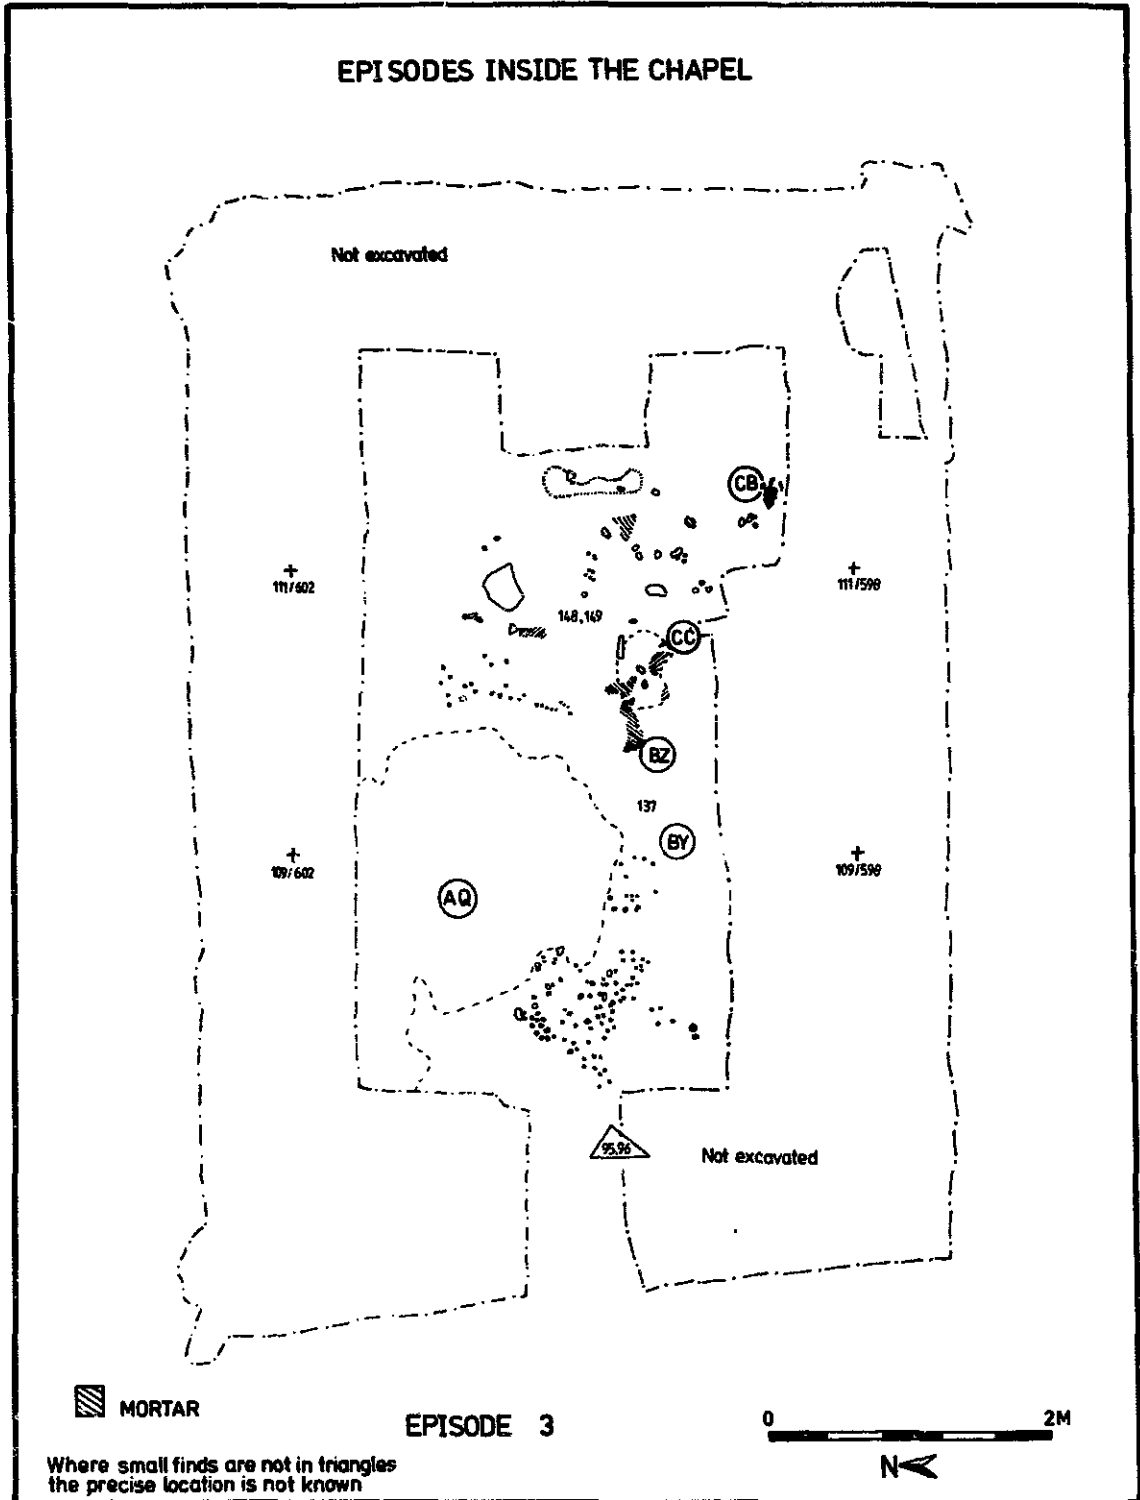 EPISODES INSIDE THE CHAPEL
Not excavated
CB
111/602
111/598
148,149
CC
BZ
137
BY
109/602
109/598
AQ
95,96
Not excavated
MORTAR
EPISODE 3
0 2M
Where small finds are not in triangles
the precise location is not known
N